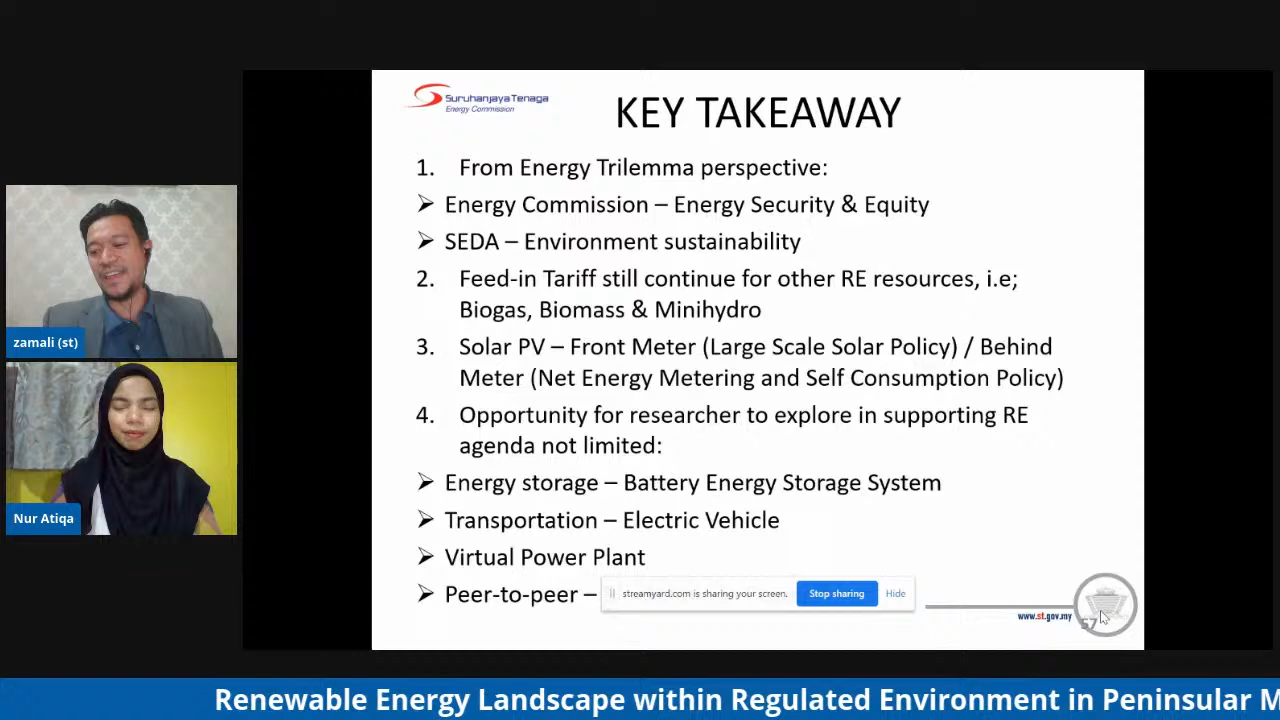 Suruhanjaya Tenaga
Energy Commission
KEY TAKEAWAY
1. From Energy Trilemma perspective:
➢ Energy Commission – Energy Security & Equity
➢ SEDA – Environment sustainability
2. Feed-in Tariff still continue for other RE resources, i.e;
Biogas, Biomass & Minihydro
3. Solar PV – Front Meter (Large Scale Solar Policy) / Behind
Meter (Net Energy Metering and Self Consumption Policy)
4. Opportunity for researcher to explore in supporting RE
agenda not limited:
➢ Energy storage – Battery Energy Storage System
➢ Transportation – Electric Vehicle
➢ Virtual Power Plant
➢ Peer-to-peer –
streamyard.com is sharing your screen. Stop sharing Hide
www.st.gov.my
57
zamali (st)
Nur Atiqa
Renewable Energy Landscape within Regulated Environment in Peninsular M